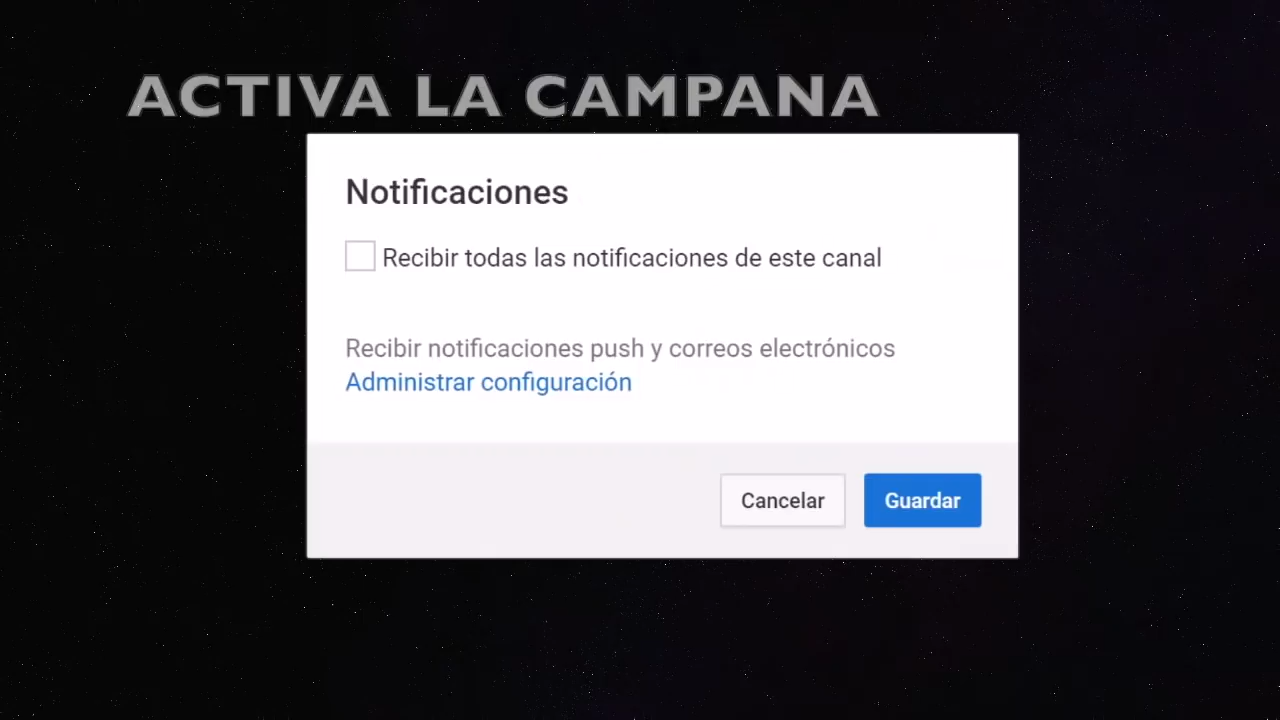 ACTIVA LA CAMPANA
Notificaciones
Recibir todas las notificaciones de este canal
Recibir notificaciones push y correos electrónicos
Administrar configuración
Cancelar Guardar